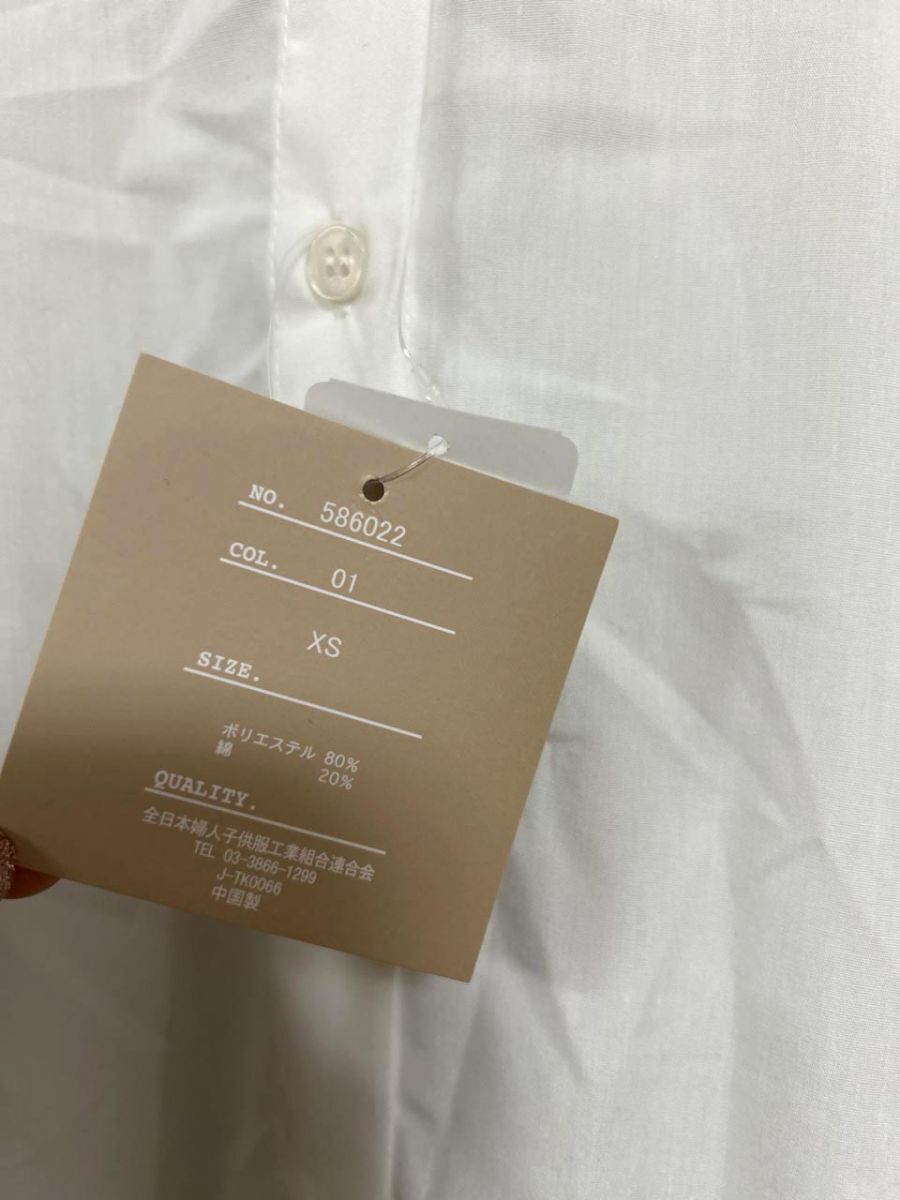 NO. 586022
COL. 01
XS
SIZE.
ポリエステル 80%
綿 20%
QUALITY.
全日本婦人子供服工業組合連合会
TEL 03-3866-1299
J-TK0066
中国製